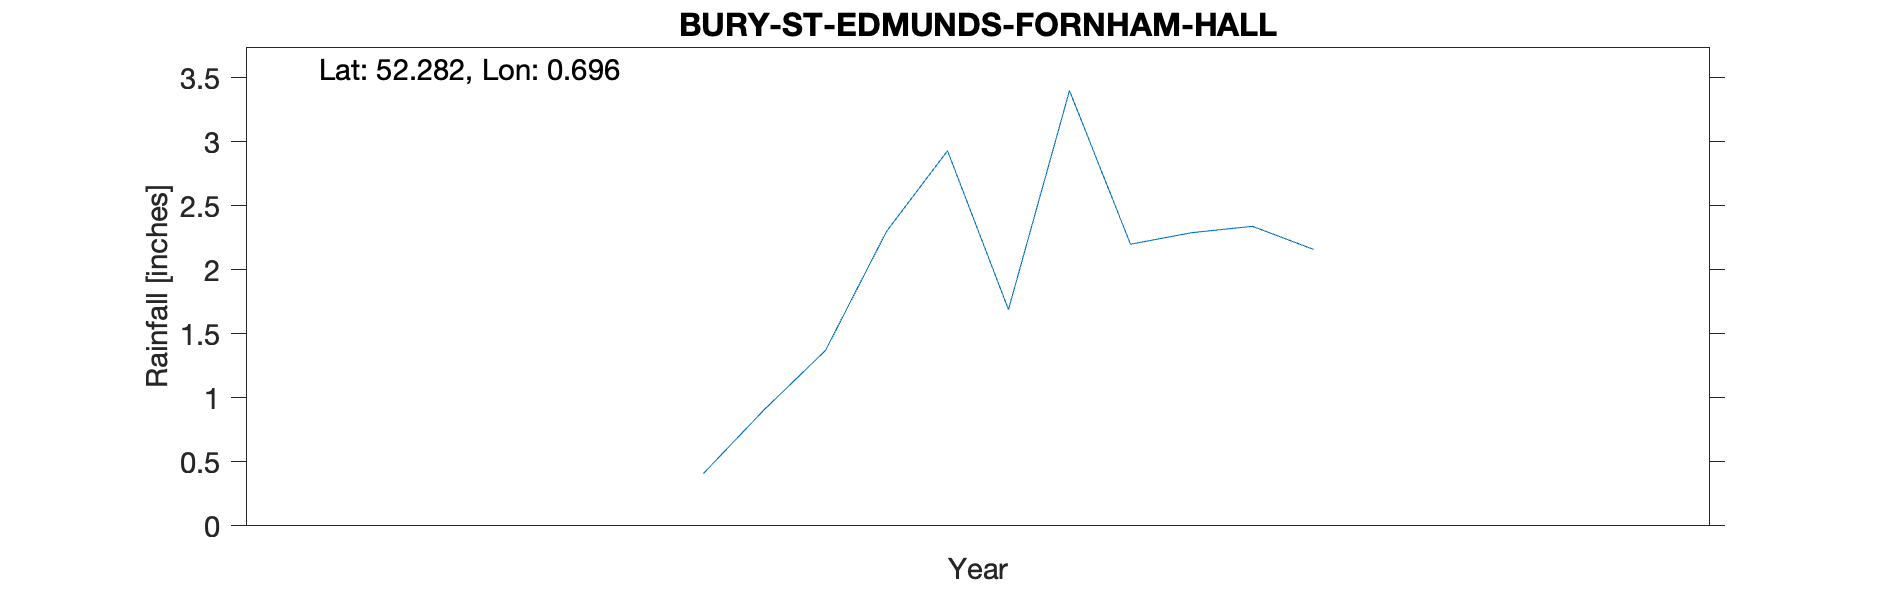 BURY-ST-EDMUNDS-FORNHAM-HALL
Lat: 52.282, Lon: 0.696
3.5
3
2.5
2
1.5
1
0.5
0
Rainfall [inches]
Year